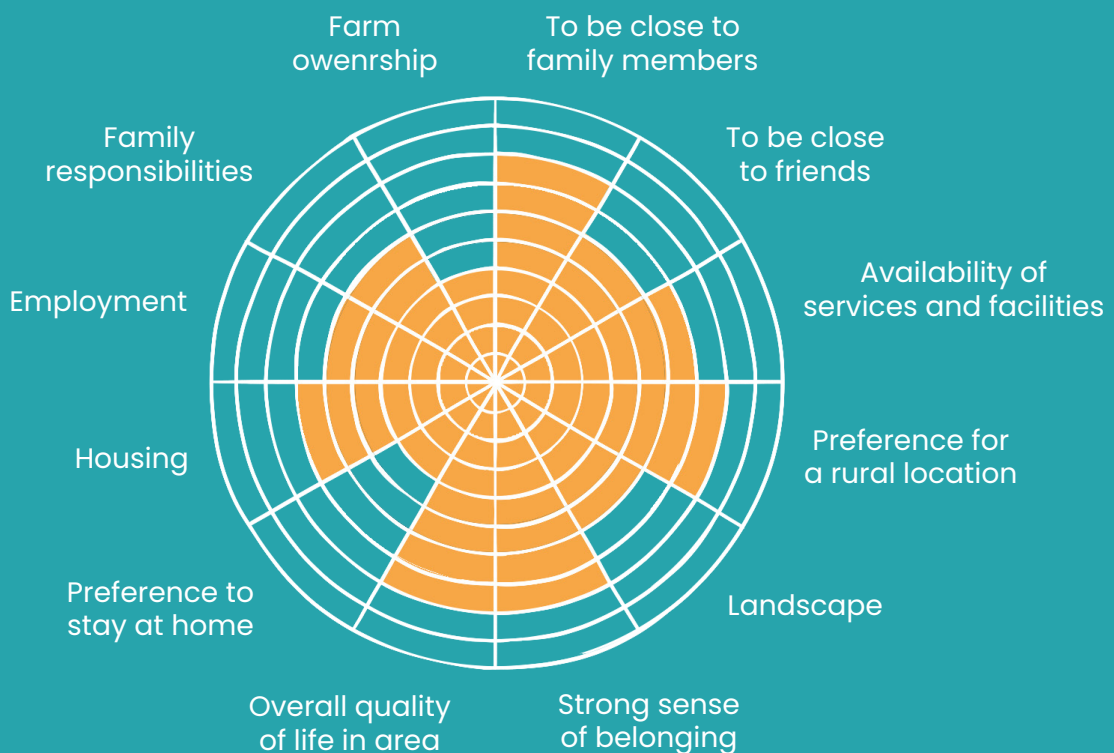 Farm
owenrship
To be close to
family members
Family
responsibilities
To be close
to friends
Employment
Availability of
services and facilities
Housing
Preference for
a rural location
Preference to
stay at home
Landscape
Overall quality
of life in area
Strong sense
of belonging